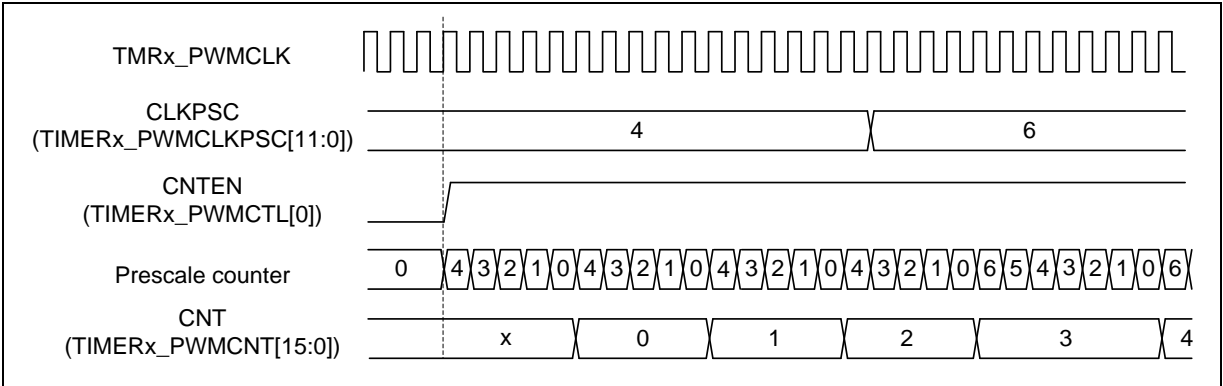 TMRx_PWMCLK
CLKPSC
(TIMERx_PWMCLKPSC[11:0])
4 6
CNTEN
(TIMERx_PWMCTL[0])
Prescale counter
0 4 3 2 1 0 4 3 2 1 0 4 3 2 1 0 4 3 2 1 0 6 5 4 3 2 1 0 6
CNT
(TIMERx_PWMCNT[15:0])
x 0 1 2 3 4